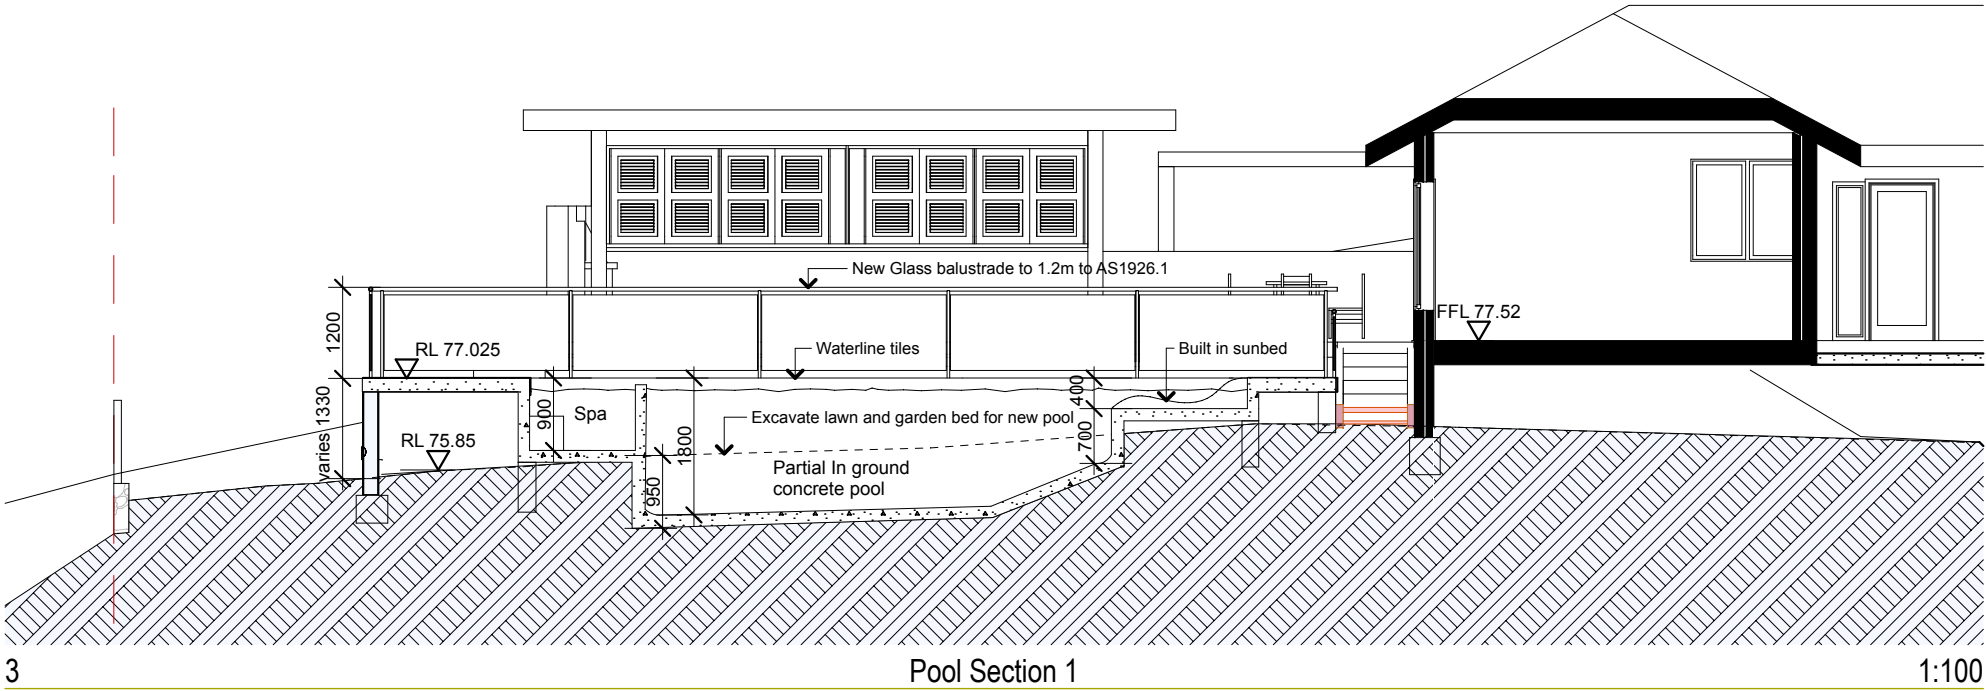 New Glass balustrade to 1.2m to AS1926.1
FFL 77.52
1200
RL 77.025
Waterline tiles
Built in sunbed
400
900
Spa
Excavate lawn and garden bed for new pool
varies 1330
RL 75.85
1800
700
Partial In ground
concrete pool
950
3
Pool Section 1
1:100